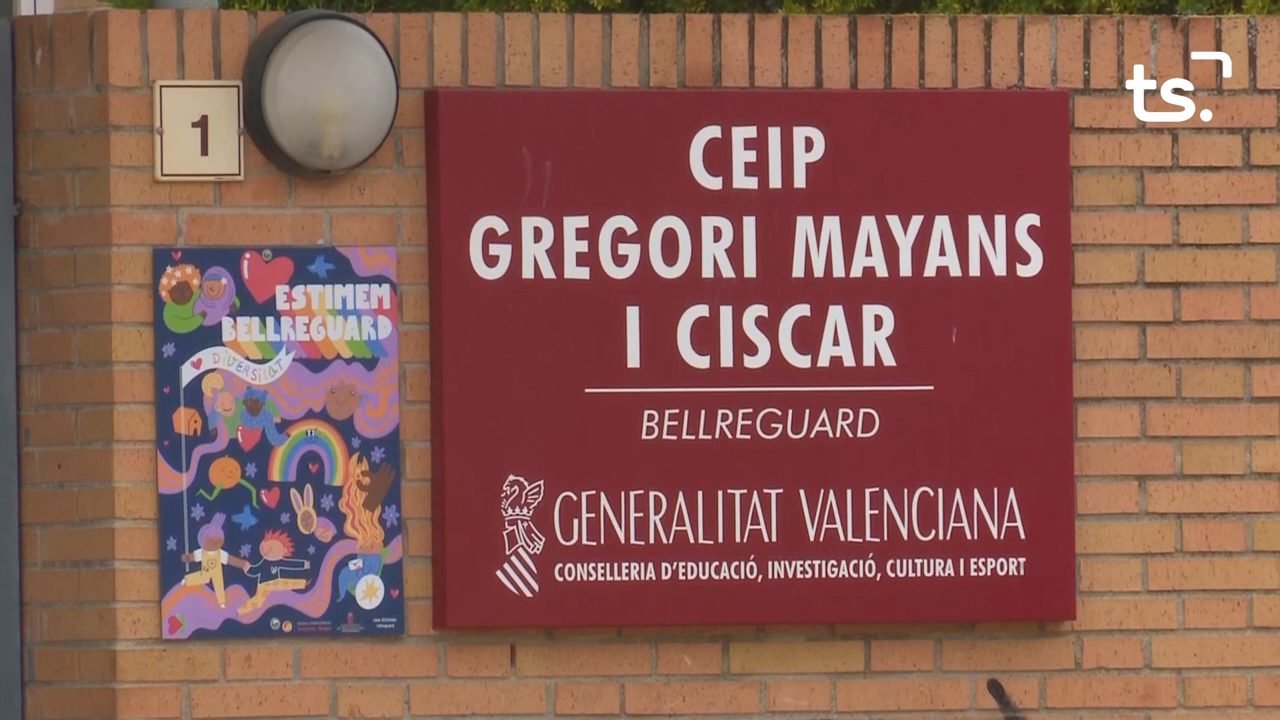 ts.
1
CEIP
GREGORI MAYANS
I CISCAR
BELLREGUARD
GENERALITAT VALENCIANA
CONSELLERIA D'EDUCACIÓ, INVESTIGACIÓ, CULTURA I ESPORT
ESTIMEM
BELLREGUARD
DIVERSITAT